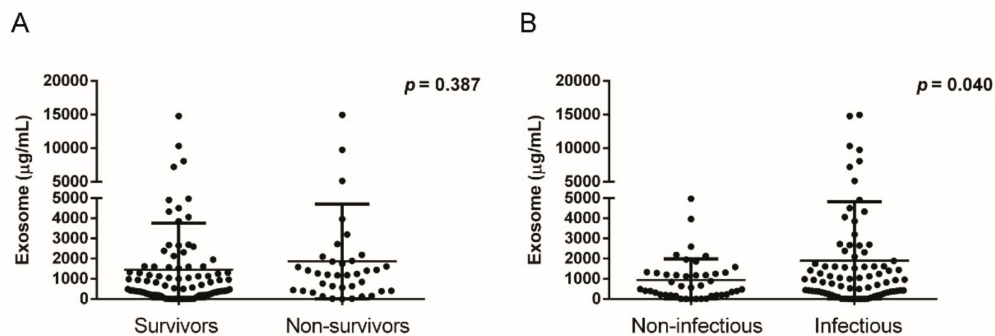 A
B
p = 0.387
p = 0.040
Exosome (µg/mL)
20000
15000
10000
5000
5000
4000
3000
2000
1000
0
Survivors
Non-survivors
Exosome (µg/mL)
20000
15000
10000
5000
5000
4000
3000
2000
1000
0
Non-infectious
Infectious